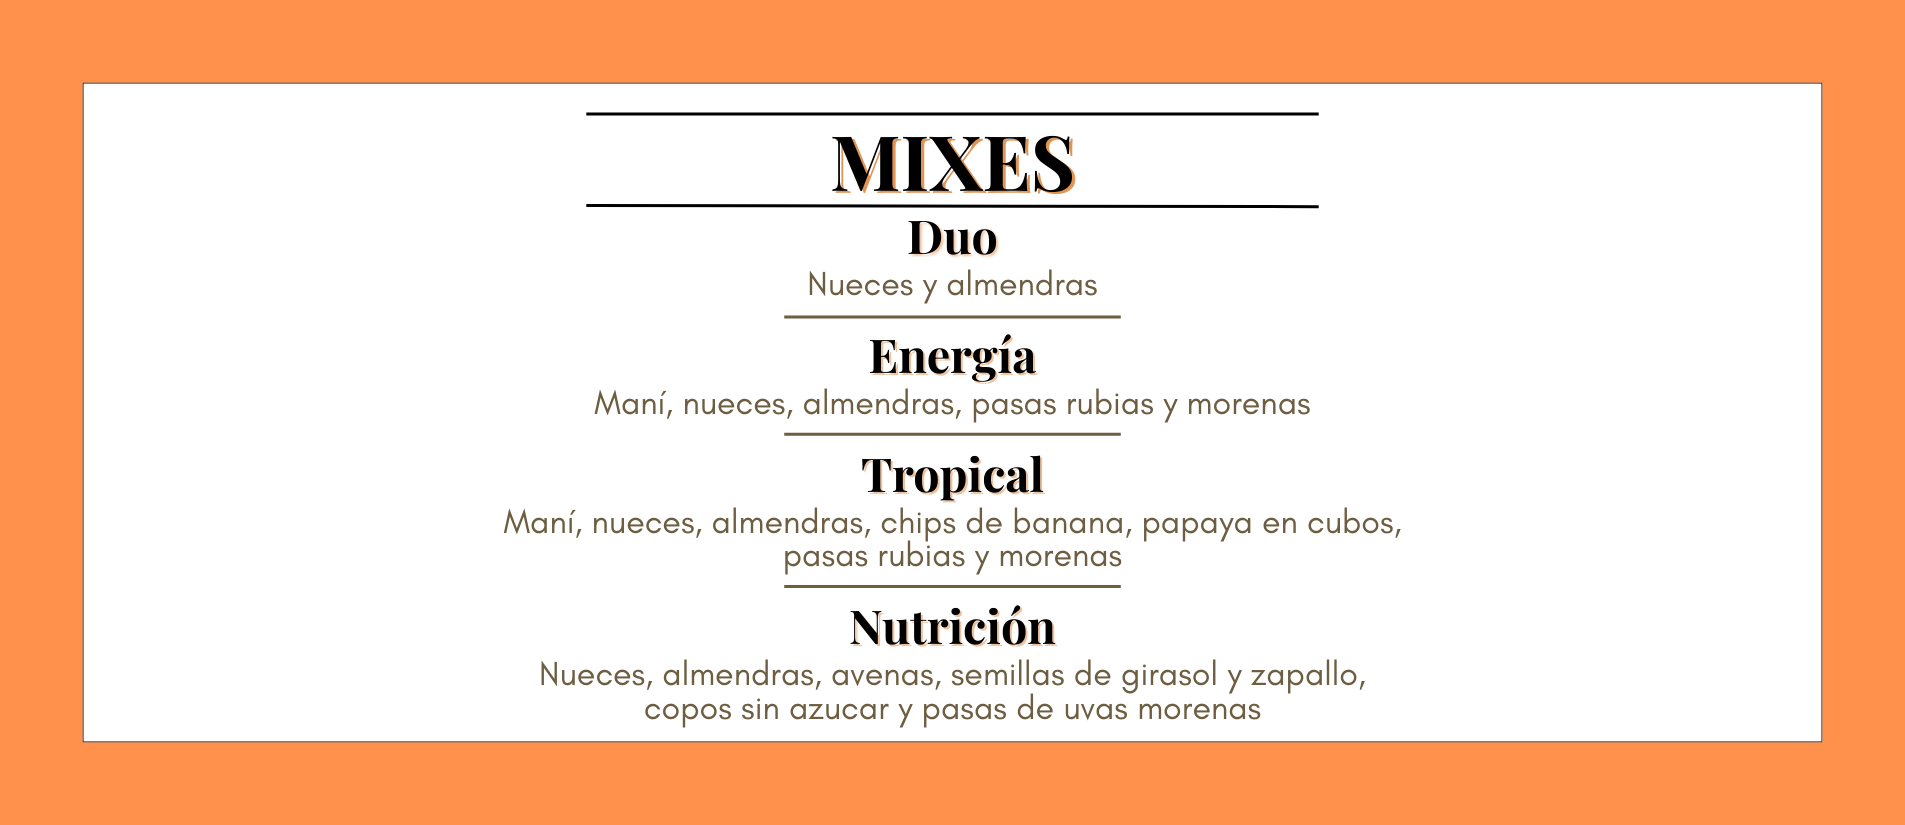 MIXES
Duo
Nueces y almendras
Energía
Maní, nueces, almendras, pasas rubias y morenas
Tropical
Maní, nueces, almendras, chips de banana, papaya en cubos,
pasas rubias y morenas
Nutrición
Nueces, almendras, avenas, semillas de girasol y zapallo,
copos sin azucar y pasas de uvas morenas